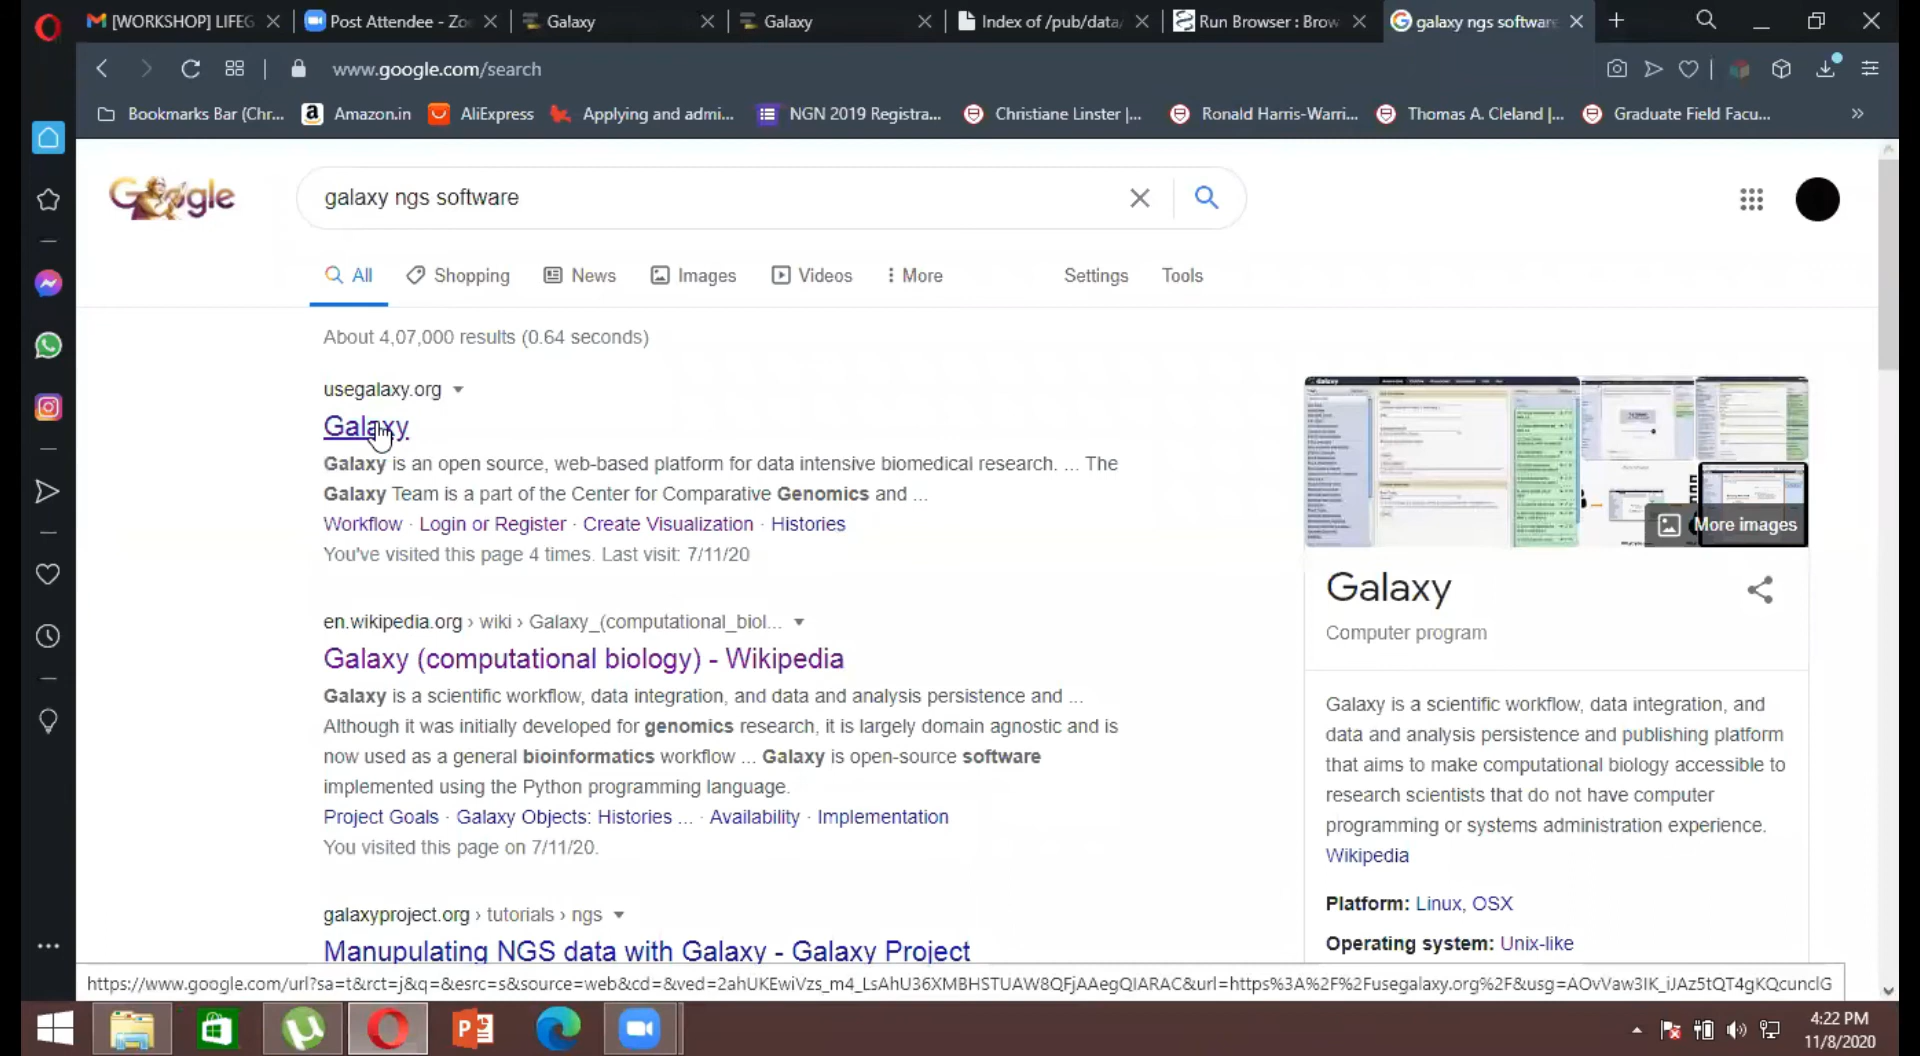 [WORKSHOP] LIFEG
Post Attendee - Zoo
Galaxy
Galaxy
Index of /pub/data/
Run Browser : Brow
galaxy ngs software
www.google.com/search
Bookmarks Bar (Chr...
Amazon.in
AliExpress
Applying and admi...
NGN 2019 Registra...
Christiane Linster |...
Ronald Harris-Warri...
Thomas A. Cleland |...
Graduate Field Facu...
»
Google
galaxy ngs software
All
Shopping
News
Images
Videos
More
Settings
Tools
About 4,07,000 results (0.64 seconds)
usegalaxy.org
Galaxy
Galaxy is an open source, web-based platform for data intensive biomedical research. ... The
Galaxy Team is a part of the Center for Comparative Genomics and ...
Workflow · Login or Register · Create Visualization · Histories
You've visited this page 4 times. Last visit: 7/11/20
en.wikipedia.org › wiki › Galaxy_(computational_biol...
Galaxy (computational biology) - Wikipedia
Galaxy is a scientific workflow, data integration, and data and analysis persistence and ...
Although it was initially developed for genomics research, it is largely domain agnostic and is
now used as a general bioinformatics workflow ... Galaxy is open-source software
implemented using the Python programming language.
Project Goals · Galaxy Objects: Histories ... · Availability · Implementation
You visited this page on 7/11/20.
galaxyproject.org › tutorials › ngs
Manupulating NGS data with Galaxy - Galaxy Project
More images
Galaxy
Computer program
Galaxy is a scientific workflow, data integration, and
data and analysis persistence and publishing platform
that aims to make computational biology accessible to
research scientists that do not have computer
programming or systems administration experience.
Wikipedia
Platform: Linux, OSX
Operating system: Unix-like
https://www.google.com/url?sa=t&rct=j&q=&esrc=s&source=web&cd=&ved=2ahUKEwiVzs_m4_LsAhU36XMBHSTUAW8QFjAAegQIARAC&url=https%3A%2F%2Fusegalaxy.org%2F&usg=AOvVaw3IK_iJAz5tQT4gKQcunclG
4:22 PM
11/8/2020